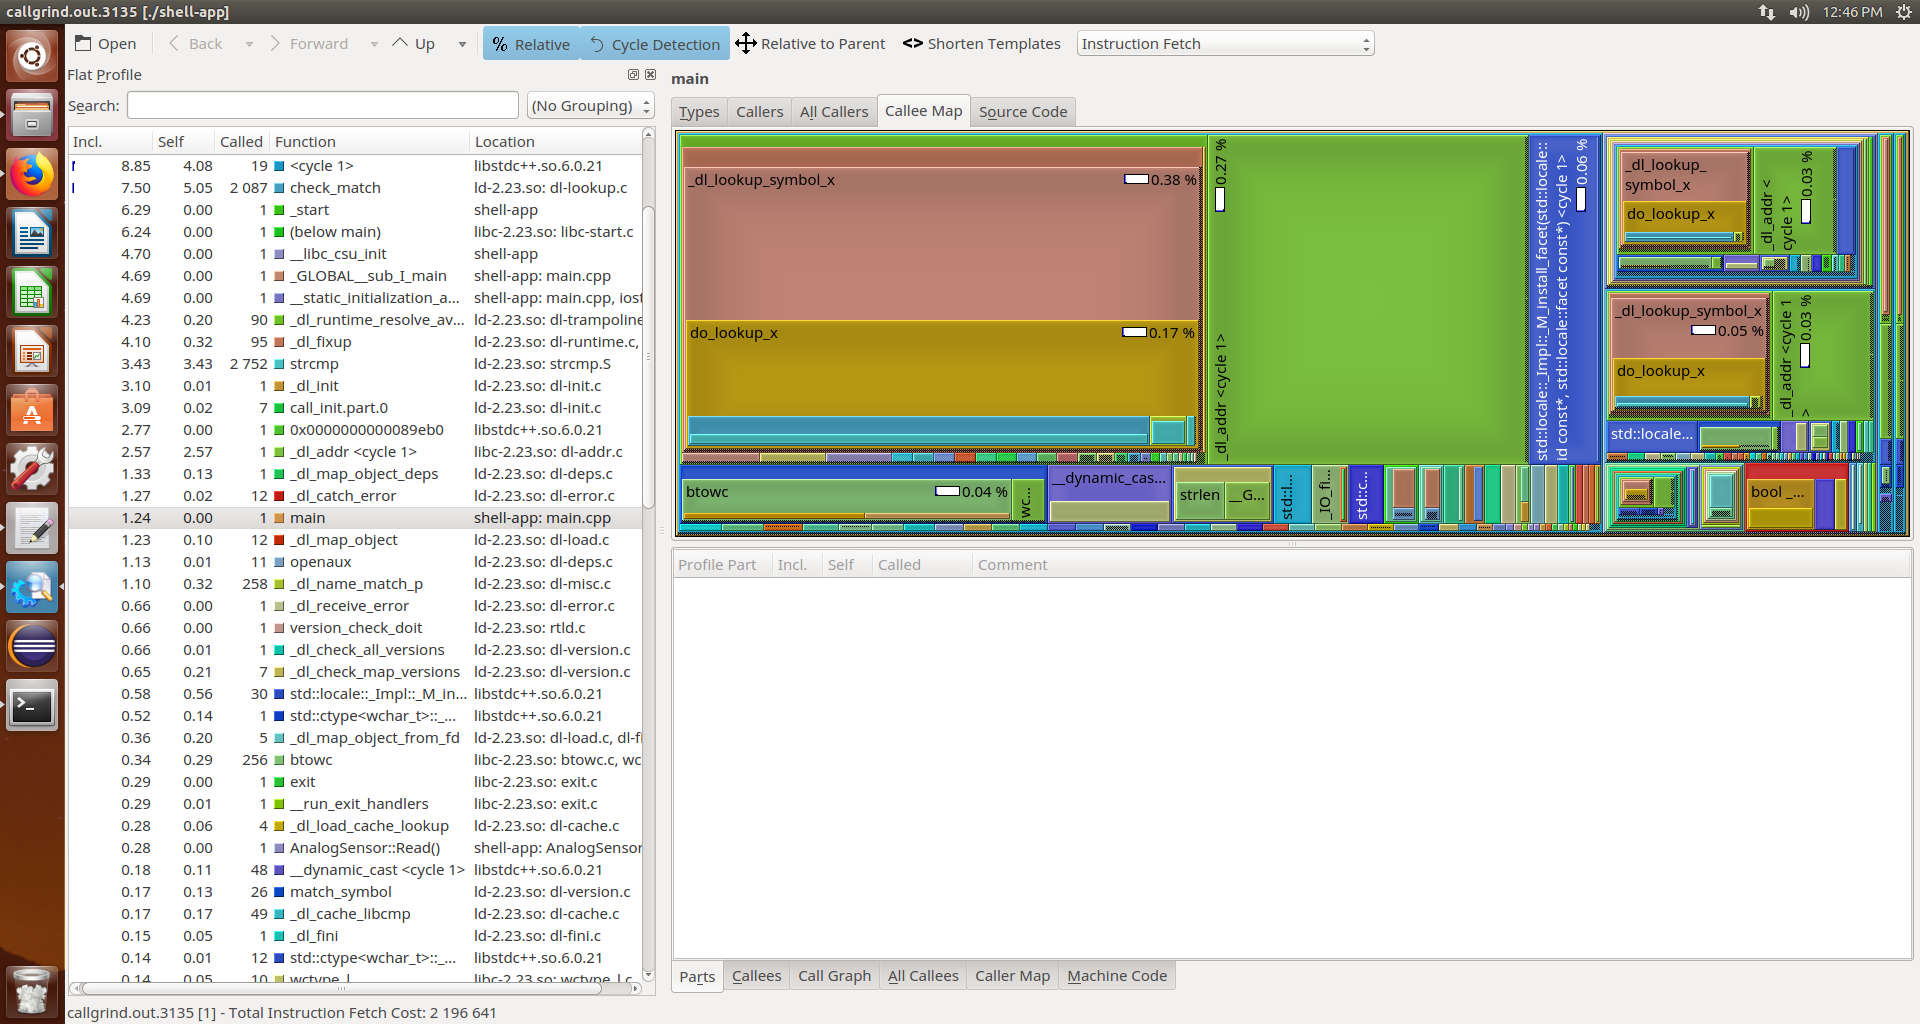 callgrind.out.3135 [./shell-app]
12:46 PM
Open Back Forward Up % Relative Cycle Detection Relative to Parent <> Shorten Templates Instruction Fetch
Flat Profile
Search: (No Grouping)
Incl. Self Called Function Location
8.85 4.08 19 <cycle 1> libstdc++.so.6.0.21
7.50 5.05 2 087 check_match ld-2.23.so: dl-lookup.c
6.29 0.00 1 _start shell-app
6.24 0.00 1 (below main) libc-2.23.so: libc-start.c
4.70 0.00 1 __libc_csu_init shell-app
4.69 0.00 1 _GLOBAL__sub_I_main shell-app: main.cpp
4.69 0.00 1 __static_initialization_a... shell-app: main.cpp, iost
4.23 0.20 90 _dl_runtime_resolve_av... ld-2.23.so: dl-trampoline
4.10 0.32 95 _dl_fixup ld-2.23.so: dl-runtime.c,
3.43 3.43 2 752 strcmp ld-2.23.so: strcmp.S
3.10 0.01 1 _dl_init ld-2.23.so: dl-init.c
3.09 0.02 7 call_init.part.0 ld-2.23.so: dl-init.c
2.77 0.00 1 0x0000000000089eb0 libstdc++.so.6.0.21
2.57 2.57 1 _dl_addr <cycle 1> libc-2.23.so: dl-addr.c
1.33 0.13 1 _dl_map_object_deps ld-2.23.so: dl-deps.c
1.27 0.02 12 _dl_catch_error ld-2.23.so: dl-error.c
1.24 0.00 1 main shell-app: main.cpp
1.23 0.10 12 _dl_map_object ld-2.23.so: dl-load.c
1.13 0.01 11 openaux ld-2.23.so: dl-deps.c
1.10 0.32 258 _dl_name_match_p ld-2.23.so: dl-misc.c
0.66 0.00 1 _dl_receive_error ld-2.23.so: dl-error.c
0.66 0.00 1 version_check_doit ld-2.23.so: rtld.c
0.66 0.01 1 _dl_check_all_versions ld-2.23.so: dl-version.c
0.65 0.21 7 _dl_check_map_versions ld-2.23.so: dl-version.c
0.58 0.56 30 std::locale::_Impl::_M_in... libstdc++.so.6.0.21
0.52 0.14 1 std::ctype<wchar_t>::_... libstdc++.so.6.0.21
0.36 0.20 5 _dl_map_object_from_fd ld-2.23.so: dl-load.c, dl-fi
0.34 0.29 256 btowc libc-2.23.so: btowc.c, wc
0.29 0.00 1 exit libc-2.23.so: exit.c
0.29 0.01 1 __run_exit_handlers libc-2.23.so: exit.c
0.28 0.06 4 _dl_load_cache_lookup ld-2.23.so: dl-cache.c
0.28 0.00 1 AnalogSensor::Read() shell-app: AnalogSensor
0.18 0.11 48 __dynamic_cast <cycle 1> libstdc++.so.6.0.21
0.17 0.13 26 match_symbol ld-2.23.so: dl-version.c
0.17 0.17 49 _dl_cache_libcmp ld-2.23.so: dl-cache.c
0.15 0.05 1 _dl_fini ld-2.23.so: dl-fini.c
0.14 0.01 12 std::ctype<wchar_t>::_... libstdc++.so.6.0.21
0.14 0.05 10 wctype_l libc-2.23.so: wctype_l.c
callgrind.out.3135 [1] - Total Instruction Fetch Cost: 2 196 641
main
Types Callers All Callers Callee Map Source Code
_dl_lookup_symbol_x 0.38 %
do_lookup_x 0.17 %
_dl_addr <cycle 1> 0.27 %
std::locale::_Impl::_M_install_facet(std::locale::
id const*, std::locale::facet const*) <cycle 1> 0.06 %
_dl_lookup_
symbol_x
do_lookup_x
_dl_addr <
cycle 1> 0.03 %
_dl_lookup_symbol_x
0.05 %
do_lookup_x
_dl_addr <cycle 1
> 0.03 %
std::locale...
btowc 0.04 %
wc...
__dynamic_cas...
strlen
__G...
std::l...
_IO_fi...
std::c...
bool _...
Profile Part Incl. Self Called Comment
Parts Callees Call Graph All Callees Caller Map Machine Code